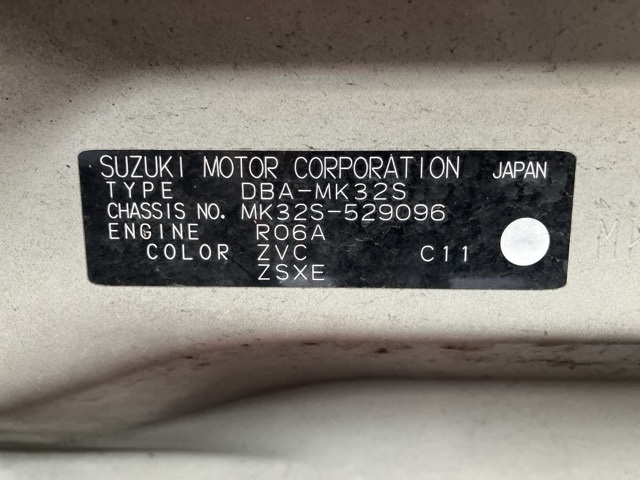 SUZUKI MOTOR CORPORATION JAPAN
TYPE DBA-MK32S
CHASSIS NO. MK32S-529096
ENGINE R06A
COLOR ZVC C11
ZSXE